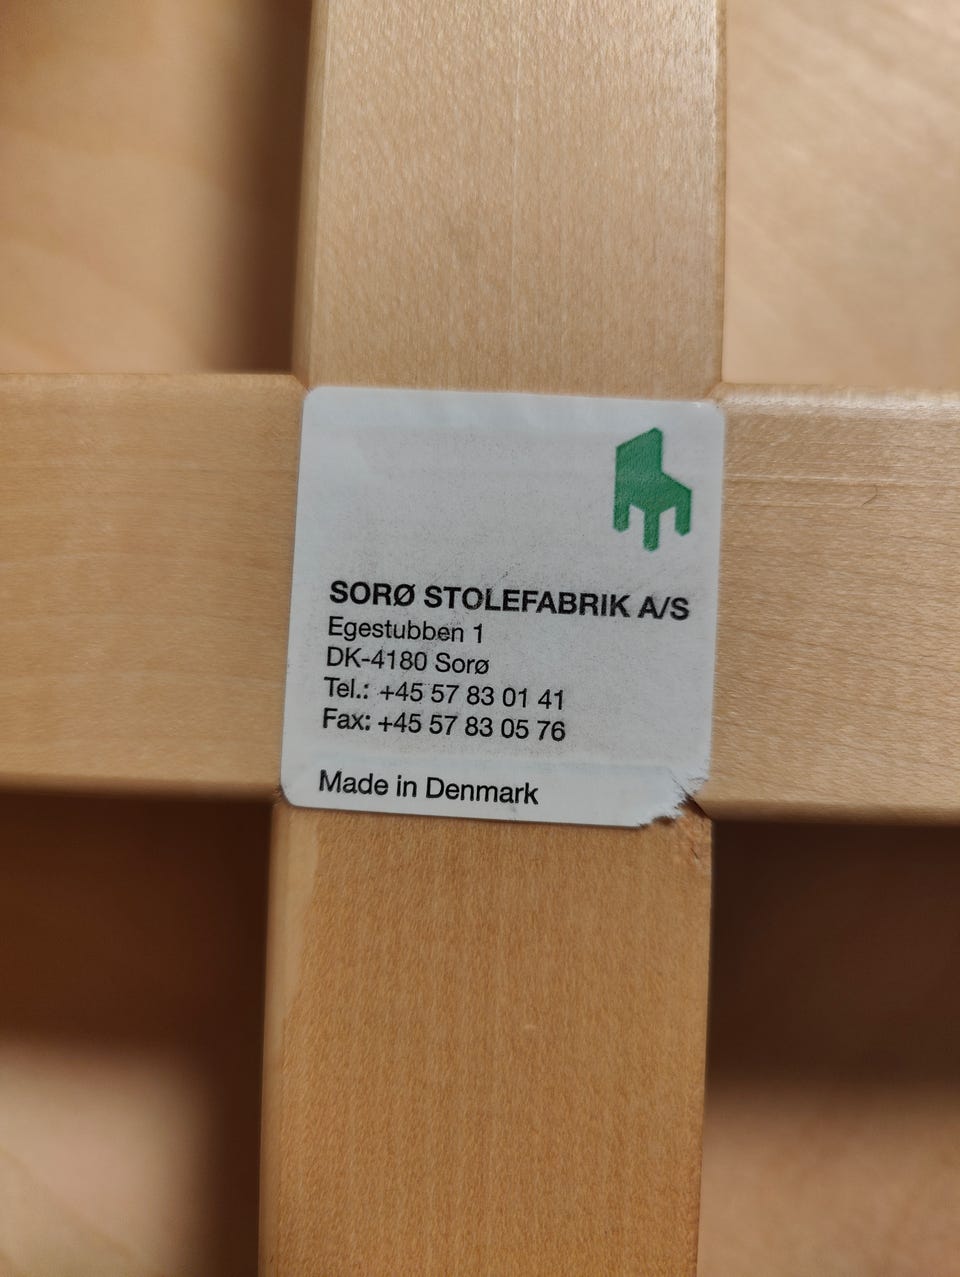 SORØ STOLEFABRIK A/S
Egestubben 1
DK-4180 Sorø
Tel.: +45 57 83 01 41
Fax: +45 57 83 05 76
Made in Denmark